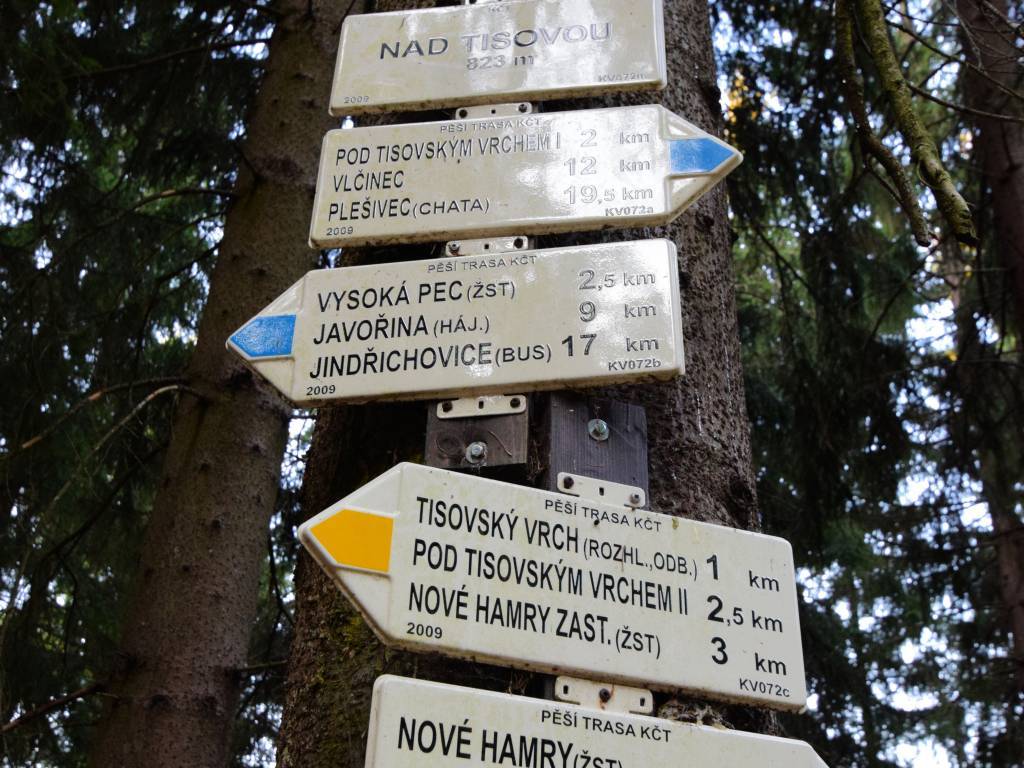 NAD TISOVOU
823 m
2009 KV072n
PĚŠÍ TRASA KČT
POD TISOVSKÝM VRCHEM I 2 km
VLČINEC 12 km
PLEŠIVEC (CHATA) 19,5 km
2009 KV072a
PĚŠÍ TRASA KČT
VYSOKÁ PEC (ŽST) 2,5 km
JAVOŘINA (HÁJ.) 9 km
JINDŘICHOVICE (BUS) 17 km
2009 KV072b
PĚŠÍ TRASA KČT
TISOVSKÝ VRCH (ROZHL.,ODB.) 1 km
POD TISOVSKÝM VRCHEM II 2,5 km
NOVÉ HAMRY ZAST. (ŽST) 3 km
2009 KV072c
PĚŠÍ TRASA KČT
NOVÉ HAMRY (ŽST)